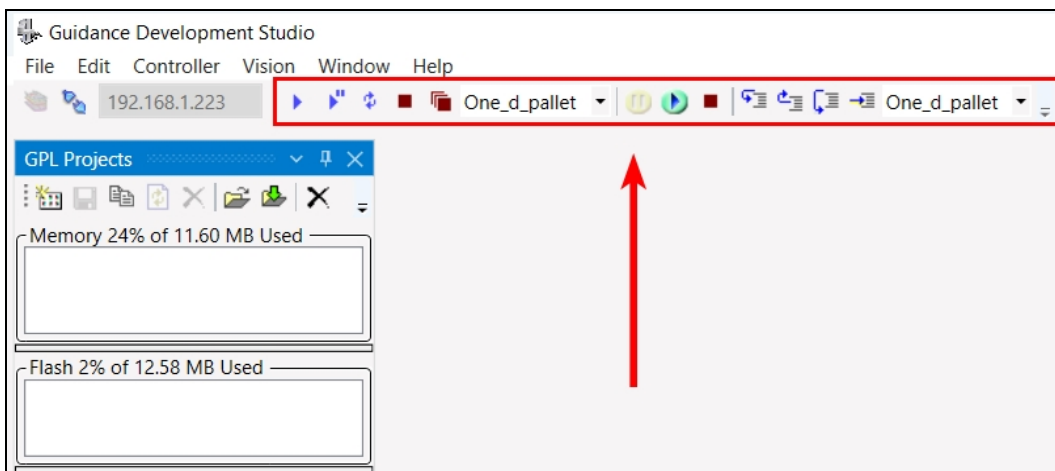 Guidance Development Studio
File Edit Controller Vision Window Help
192.168.1.223 One_d_pallet One_d_pallet
GPL Projects
Memory 24% of 11.60 MB Used
Flash 2% of 12.58 MB Used